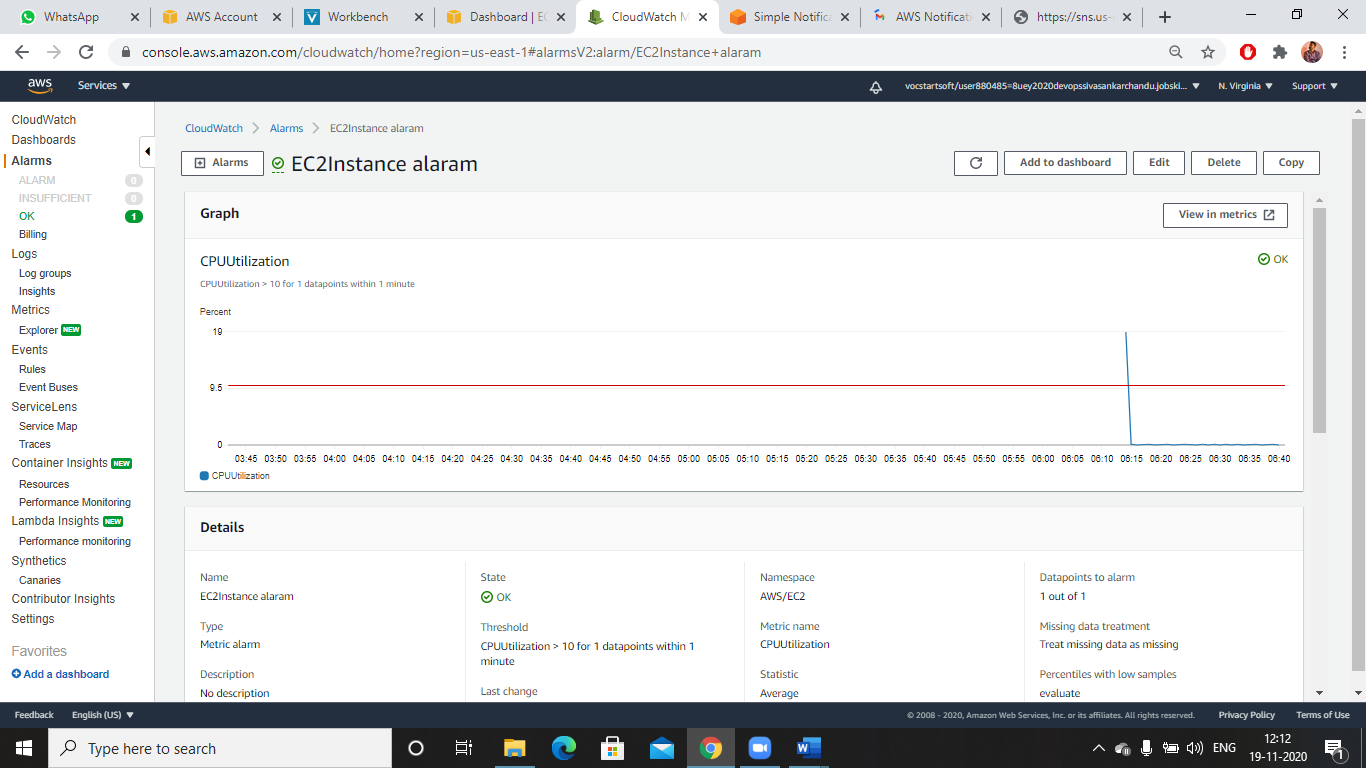 WhatsApp
AWS Account
Workbench
Dashboard | EC
CloudWatch M
Simple Notifica
AWS Notificati
https://sns.us-
console.aws.amazon.com/cloudwatch/home?region=us-east-1#alarmsV2:alarm/EC2Instance+alaram
aws
Services
vocstartsoft/user880485=8uey2020devopssivasankarchandu.jobski...
N. Virginia
Support
CloudWatch
Dashboards
Alarms
ALARM 0
INSUFFICIENT 0
OK 1
Billing
Logs
Log groups
Insights
Metrics
Explorer NEW
Events
Rules
Event Buses
ServiceLens
Service Map
Traces
Container Insights NEW
Resources
Performance Monitoring
Lambda Insights NEW
Performance monitoring
Synthetics
Canaries
Contributor Insights
Settings
Favorites
Add a dashboard
CloudWatch
Alarms
EC2Instance alaram
Alarms
EC2Instance alaram
Add to dashboard
Edit
Delete
Copy
Graph
View in metrics
CPUUtilization
OK
CPUUtilization > 10 for 1 datapoints within 1 minute
Percent
19
9.5
0
03:45 03:50 03:55 04:00 04:05 04:10 04:15 04:20 04:25 04:30 04:35 04:40 04:45 04:50 04:55 05:00 05:05 05:10 05:15 05:20 05:25 05:30 05:35 05:40 05:45 05:50 05:55 06:00 06:05 06:10 06:15 06:20 06:25 06:30 06:35 06:40
CPUUtilization
Details
Name
EC2Instance alaram
Type
Metric alarm
Description
No description
State
OK
Threshold
CPUUtilization > 10 for 1 datapoints within 1
minute
Last change
Namespace
AWS/EC2
Metric name
CPUUtilization
Statistic
Average
Datapoints to alarm
1 out of 1
Missing data treatment
Treat missing data as missing
Percentiles with low samples
evaluate
Feedback
English (US)
© 2008 - 2020, Amazon Web Services, Inc. or its affiliates. All rights reserved.
Privacy Policy
Terms of Use
Type here to search
ENG
12:12
19-11-2020
1